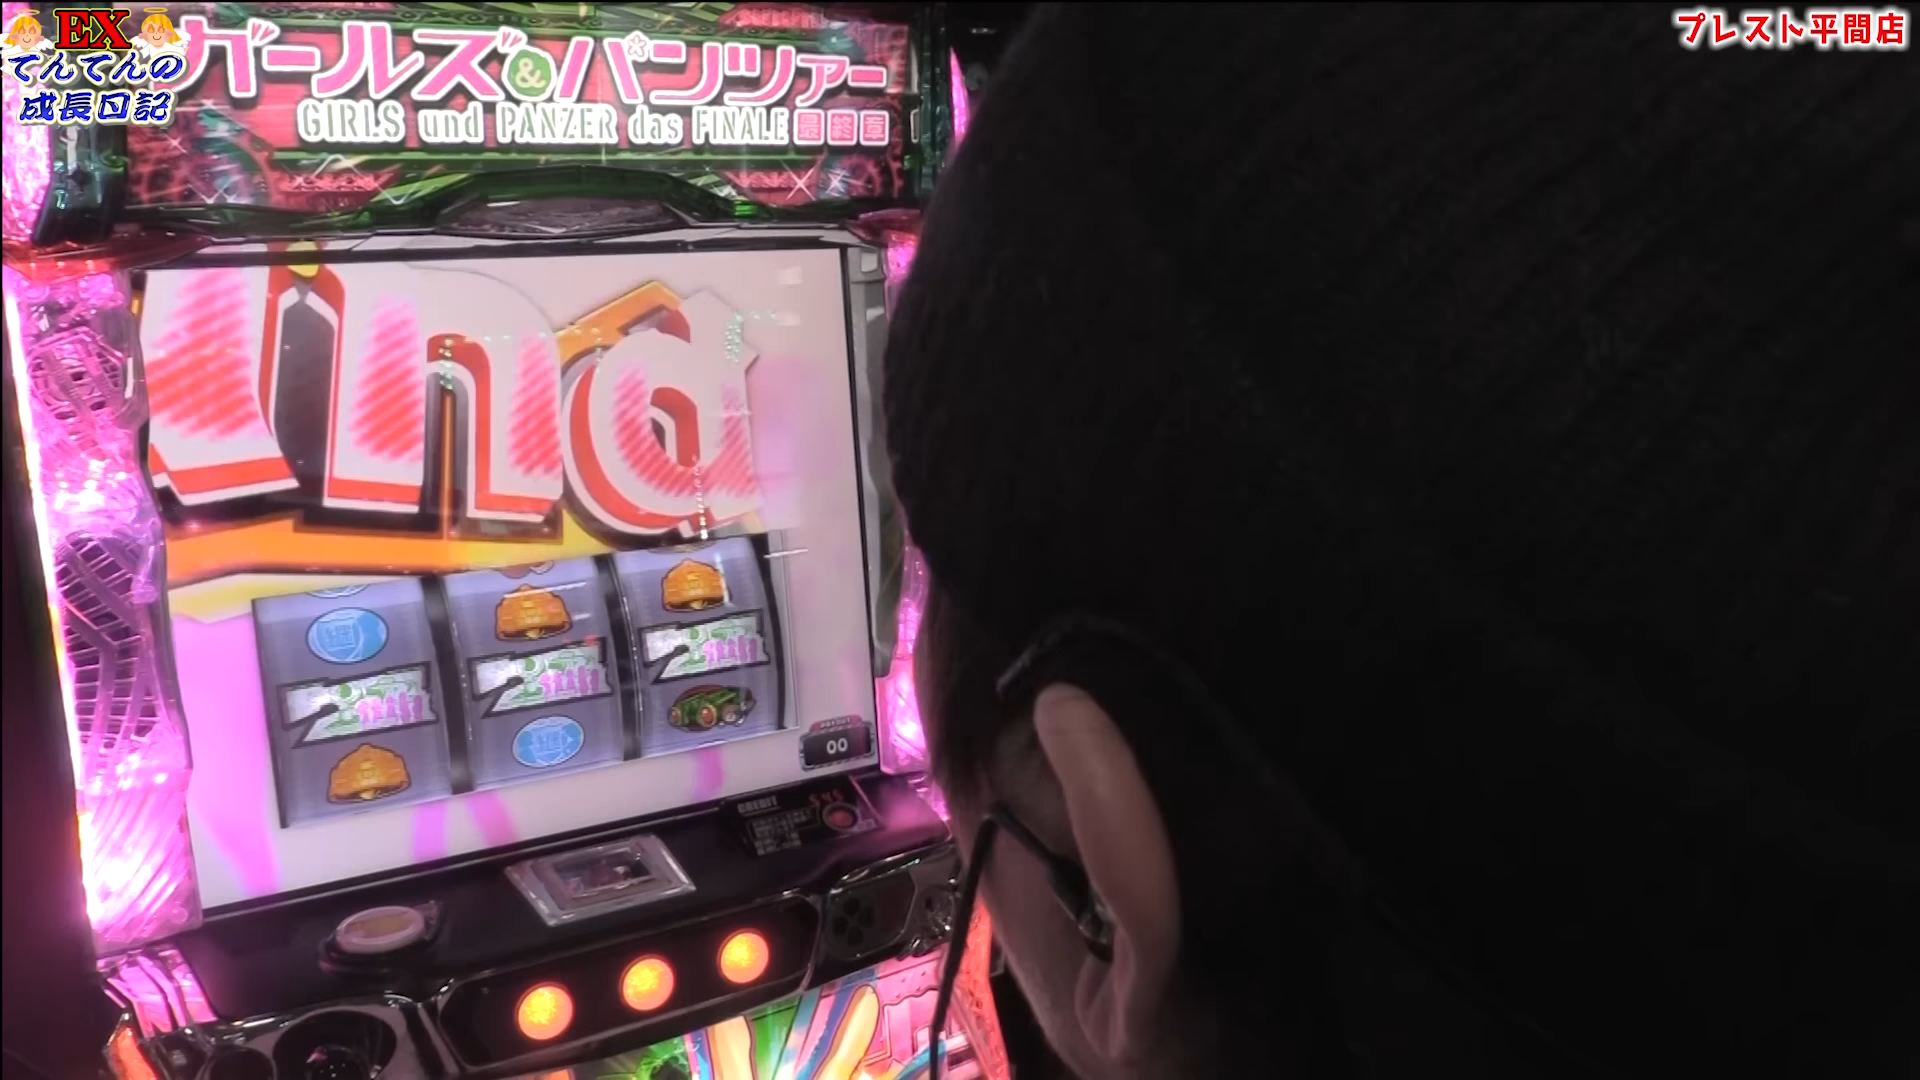 EX
てんてんの
成長日記
プレスト平間店
ガールズ&パンツァー
GIRLS und PANZER das FINALE 最終章
und
00
CREDIT